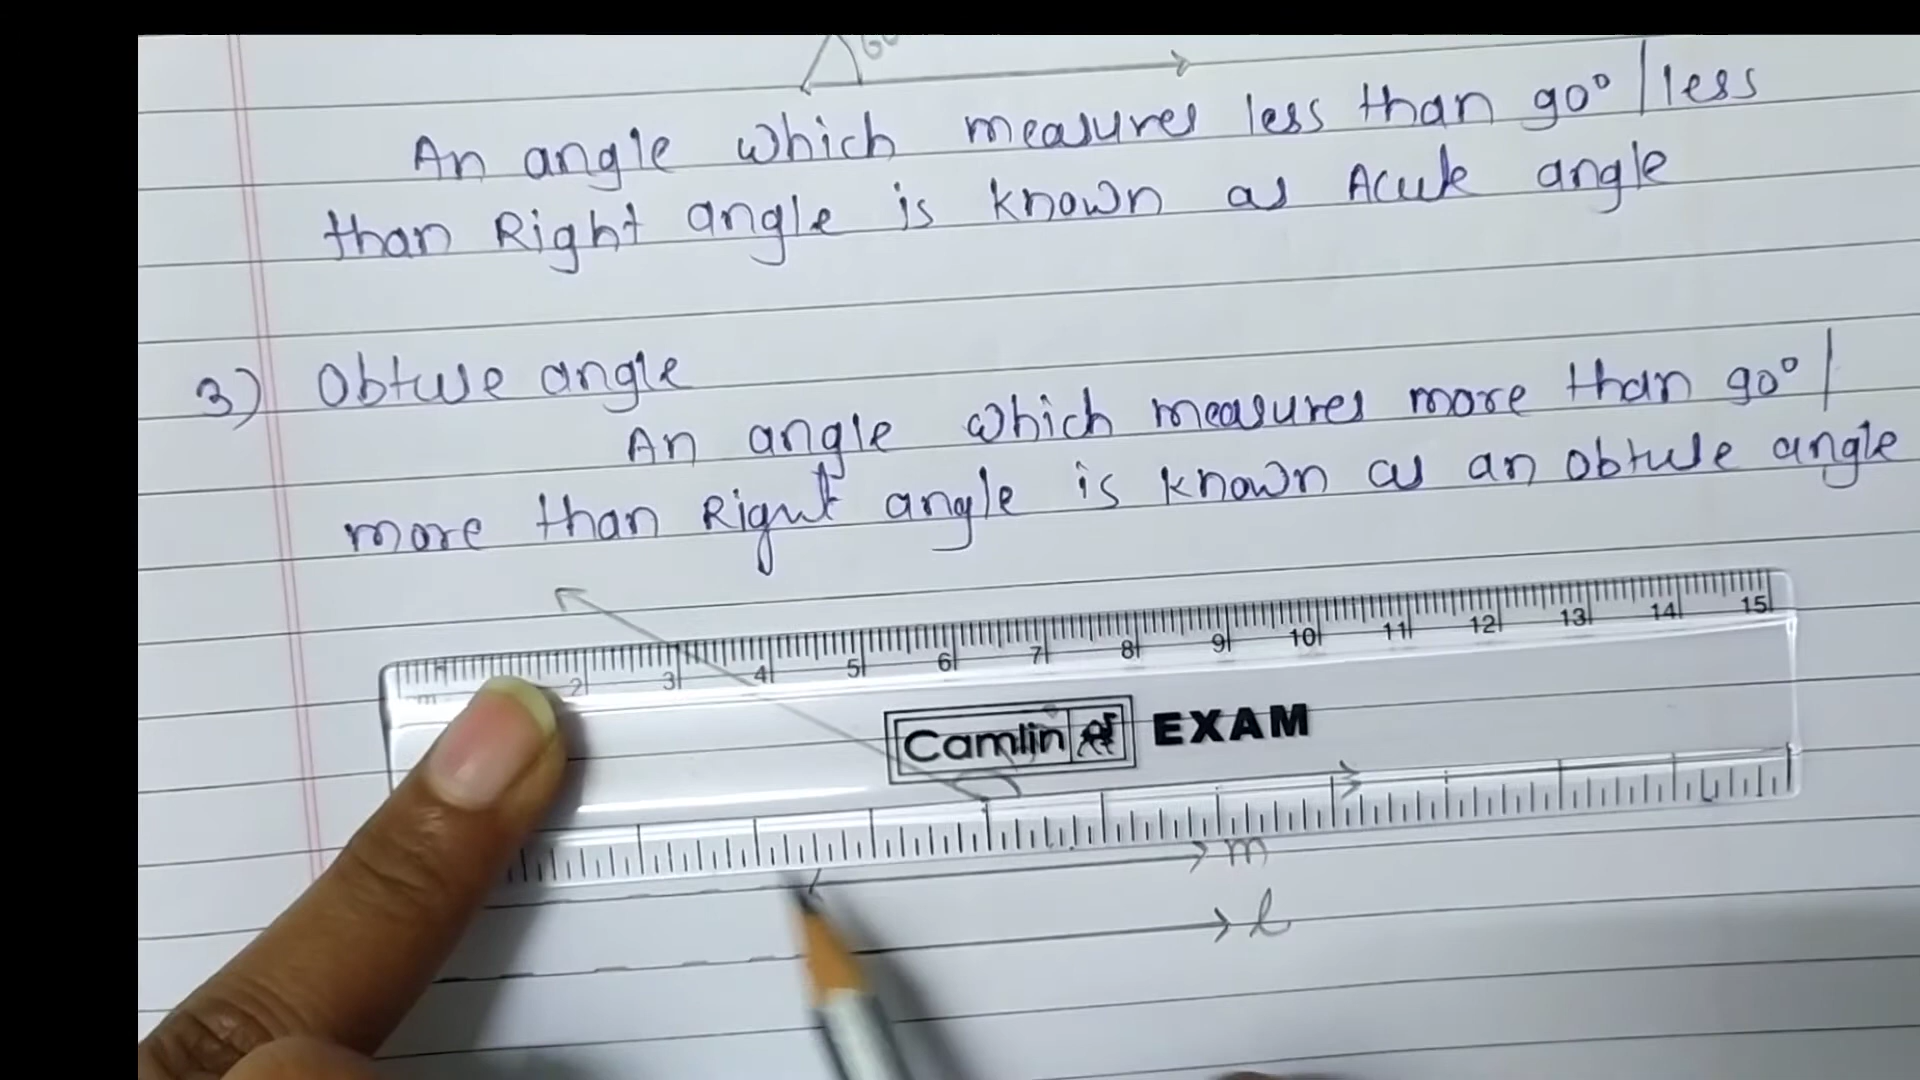 An angle which measures less than 90° / less
than Right angle is known as Acute angle
3) Obtuse angle
An angle which measures more than 90° /
more than Right angle is known as an obtuse angle
2 3 4 5 6 7 8 9 10 11 12 13 14 15
Camlin EXAM
m
l